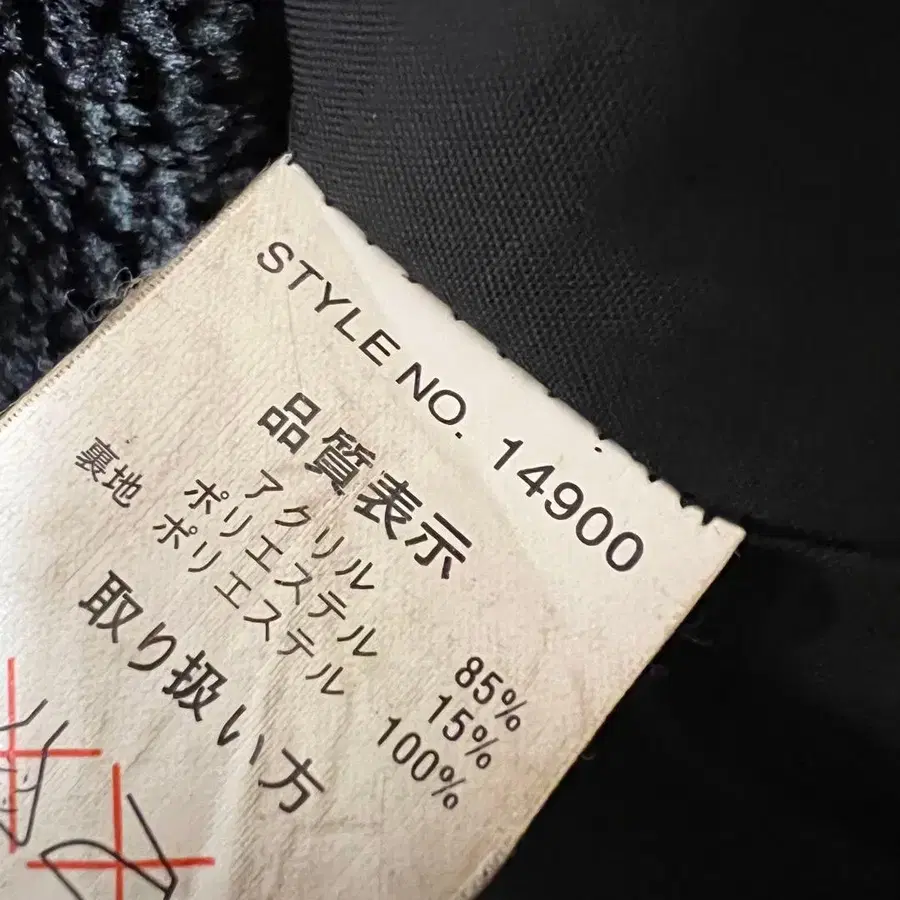 STYLE NO. 14900
品質表示
アクリル 85%
ポリエステル 15%
裏地 ポリエステル 100%
取り扱い方